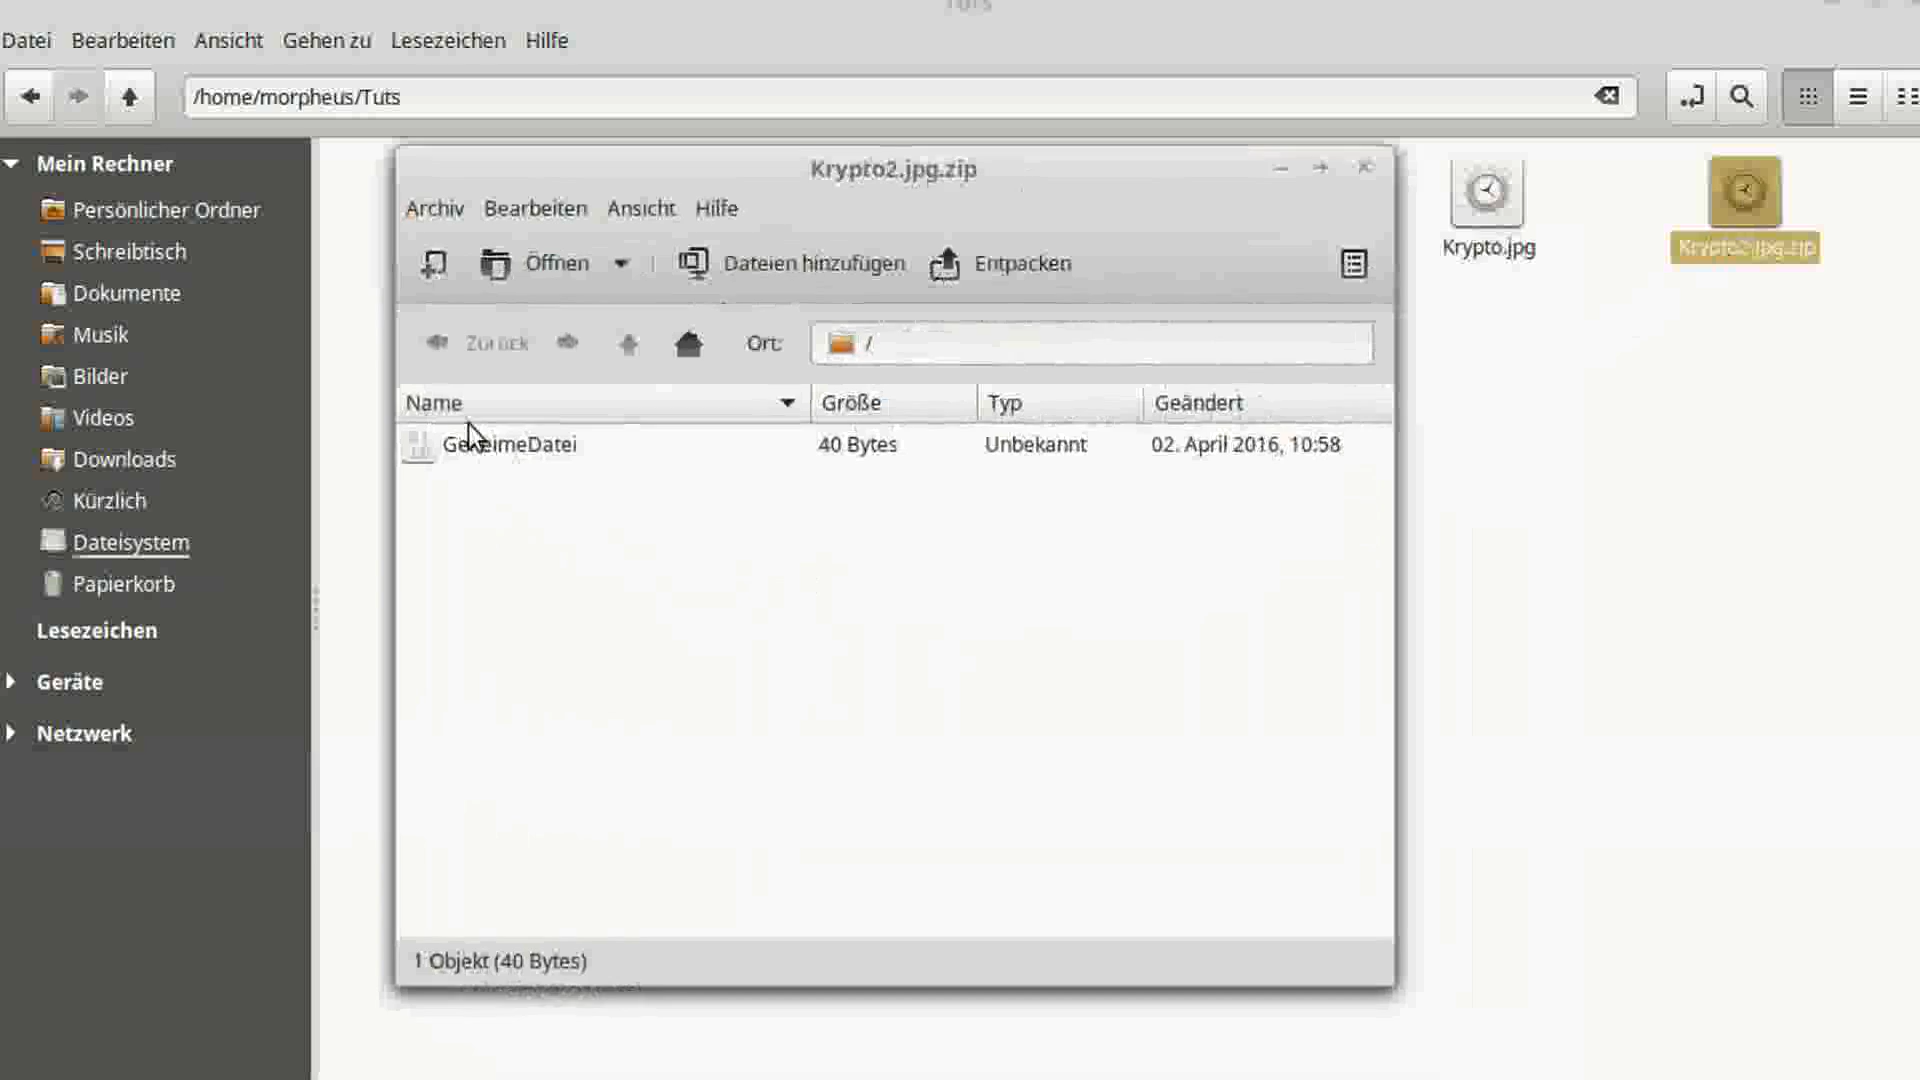 Tuts
Datei Bearbeiten Ansicht Gehen zu Lesezeichen Hilfe
/home/morpheus/Tuts
Mein Rechner
Persönlicher Ordner
Schreibtisch
Dokumente
Musik
Bilder
Videos
Downloads
Kürzlich
Dateisystem
Papierkorb
Lesezeichen
Geräte
Netzwerk
Krypto2.jpg.zip
Archiv Bearbeiten Ansicht Hilfe
Öffnen Dateien hinzufügen Entpacken
Zurück Ort: /
Name Größe Typ Geändert
GeheimeDatei 40 Bytes Unbekannt 02. April 2016, 10:58
1 Objekt (40 Bytes)
Krypto.jpg
Krypto2.jpg.zip